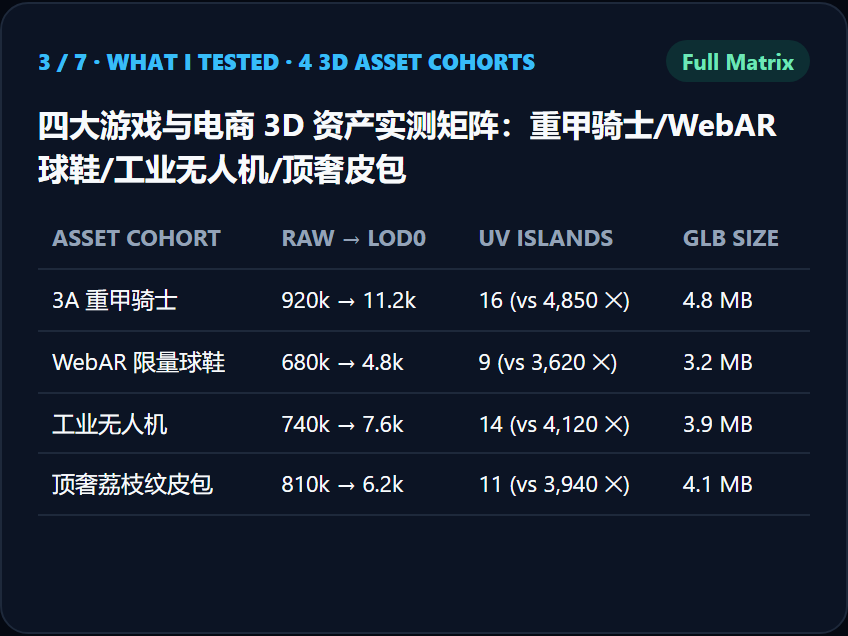 3 / 7 · WHAT I TESTED · 4 3D ASSET COHORTS
Full Matrix
四大游戏与电商 3D 资产实测矩阵：重甲骑士/WebAR
球鞋/工业无人机/顶奢皮包
ASSET COHORT RAW → LOD0 UV ISLANDS GLB SIZE
3A 重甲骑士 920k → 11.2k 16 (vs 4,850 ✕) 4.8 MB
WebAR 限量球鞋 680k → 4.8k 9 (vs 3,620 ✕) 3.2 MB
工业无人机 740k → 7.6k 14 (vs 4,120 ✕) 3.9 MB
顶奢荔枝纹皮包 810k → 6.2k 11 (vs 3,940 ✕) 4.1 MB